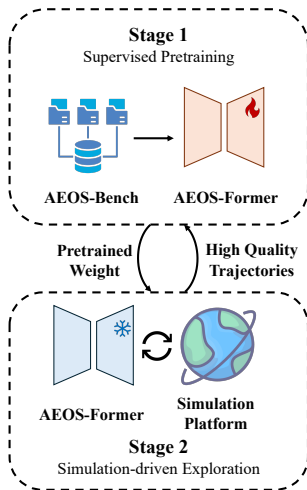 Stage 1
Supervised Pretraining
AEOS-Bench
AEOS-Former
Pretrained
Weight
High Quality
Trajectories
AEOS-Former
Simulation
Platform
Stage 2
Simulation-driven Exploration